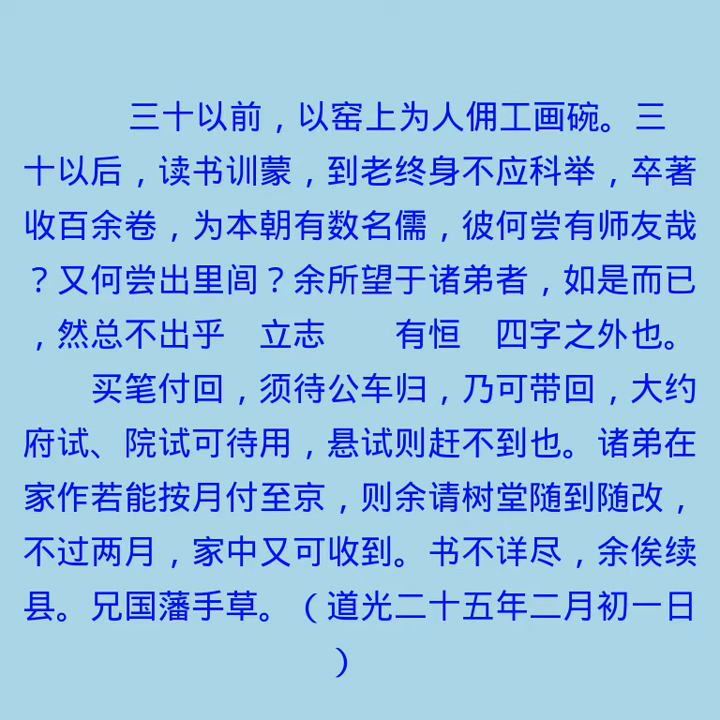 三十以前，以窑上为人佣工画碗。三
十以后，读书训蒙，到老终身不应科举，卒著
收百余卷，为本朝有数名儒，彼何尝有师友哉
？又何尝出里闾？余所望于诸弟者，如是而已
，然总不出乎　立志　　有恒　四字之外也。
买笔付回，须待公车归，乃可带回，大约
府试、院试可待用，悬试则赶不到也。诸弟在
家作若能按月付至京，则余请树堂随到随改，
不过两月，家中又可收到。书不详尽，余俟续
县。兄国藩手草。（道光二十五年二月初一日
）